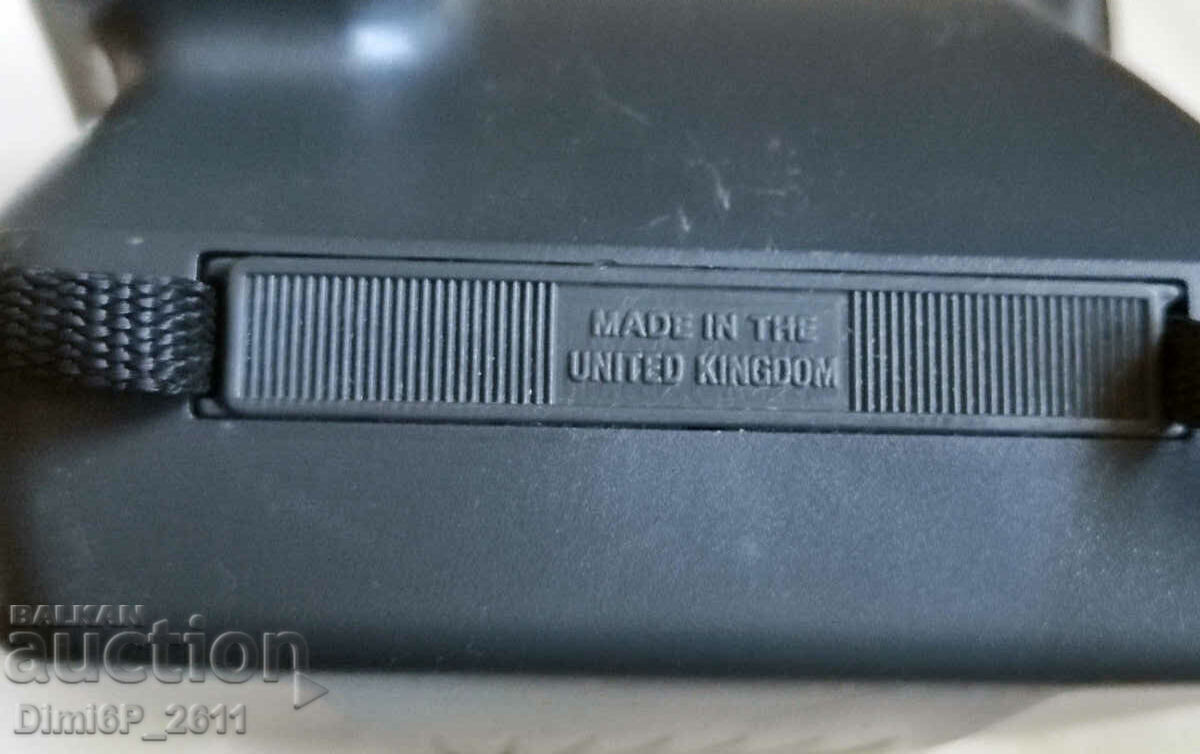 MADE IN THE
UNITED KINGDOM
BALKAN
auction
Dimi6P_2611